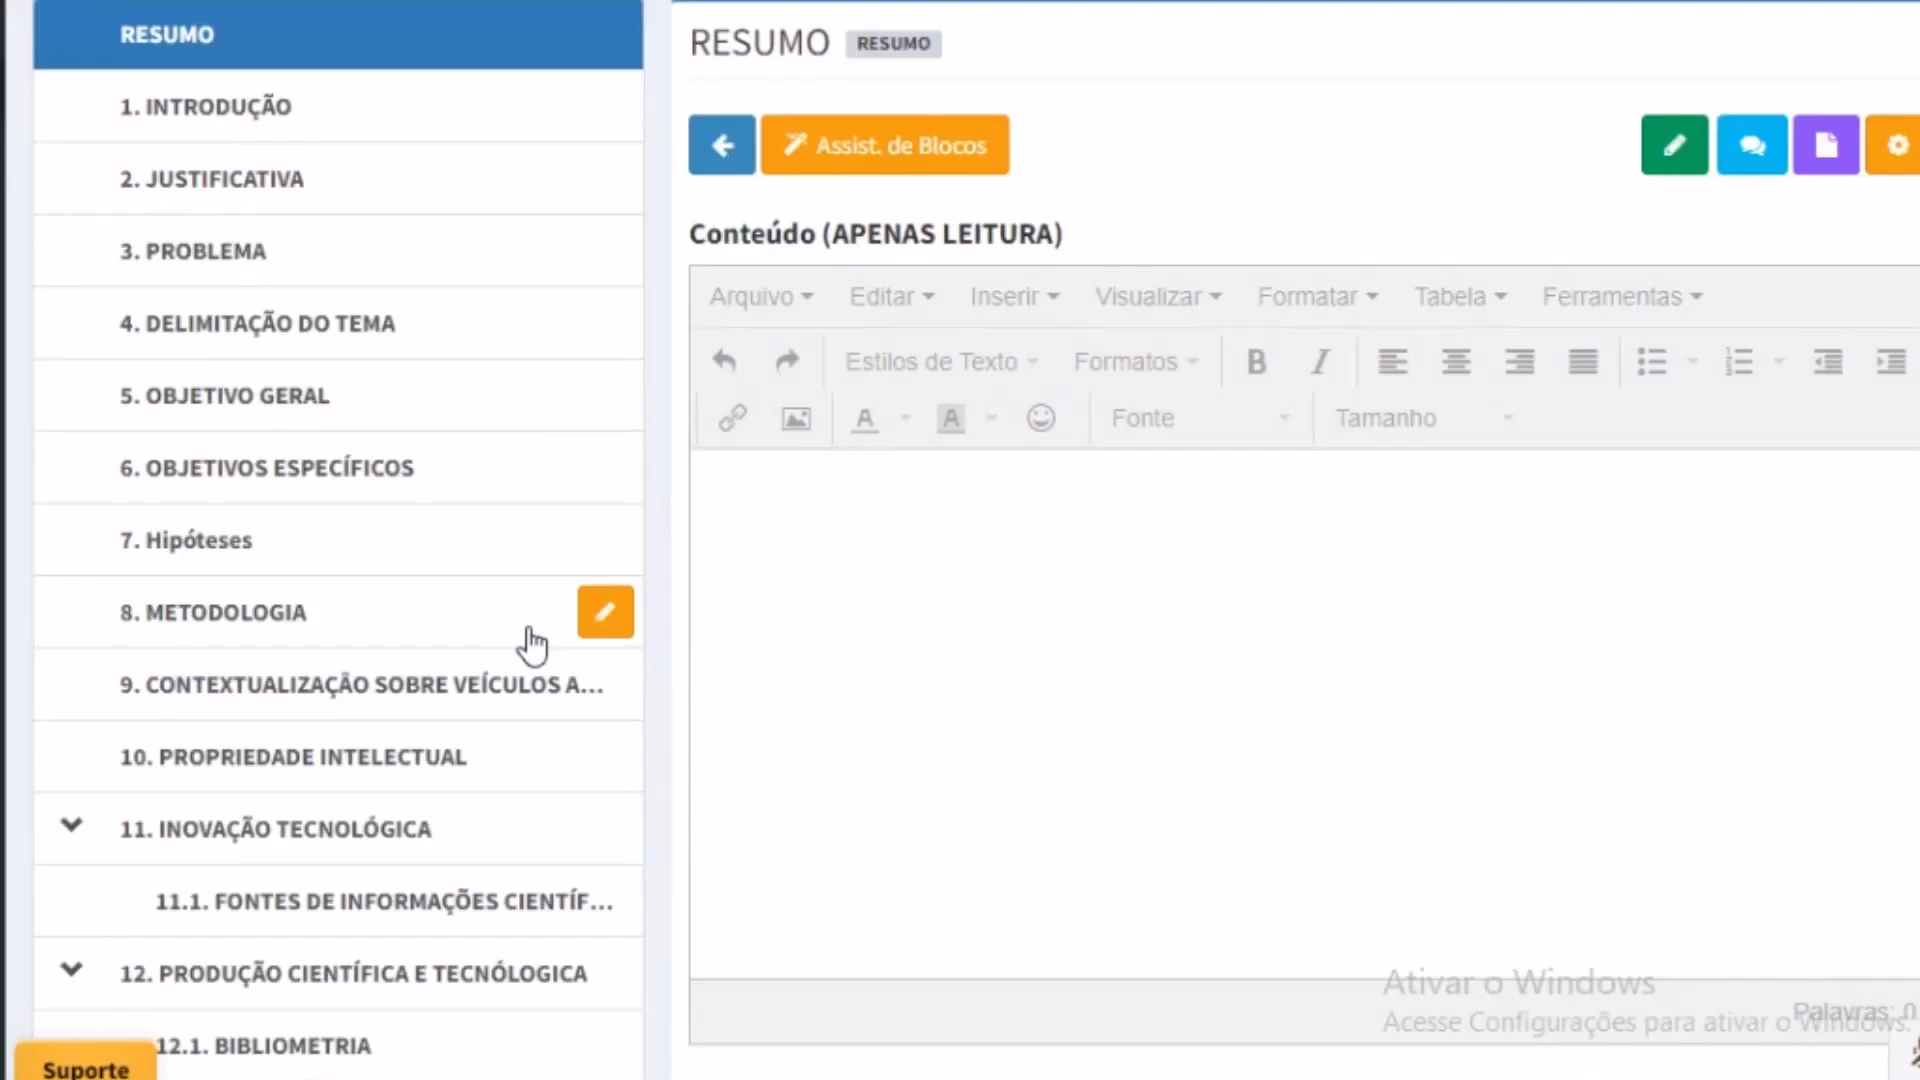 RESUMO
1. INTRODUÇÃO
2. JUSTIFICATIVA
3. PROBLEMA
4. DELIMITAÇÃO DO TEMA
5. OBJETIVO GERAL
6. OBJETIVOS ESPECÍFICOS
7. Hipóteses
8. METODOLOGIA
9. CONTEXTUALIZAÇÃO SOBRE VEÍCULOS A...
10. PROPRIEDADE INTELECTUAL
11. INOVAÇÃO TECNOLÓGICA
11.1. FONTES DE INFORMAÇÕES CIENTÍF...
12. PRODUÇÃO CIENTÍFICA E TECNÓLOGICA
12.1. BIBLIOMETRIA
Suporte
RESUMO RESUMO
Assist. de Blocos
Conteúdo (APENAS LEITURA)
Arquivo Editar Inserir Visualizar Formatar Tabela Ferramentas
Estilos de Texto Formatos B I
A A Fonte Tamanho
Ativar o Windows
Acesse Configurações para ativar o Windows.
Palavras: 0